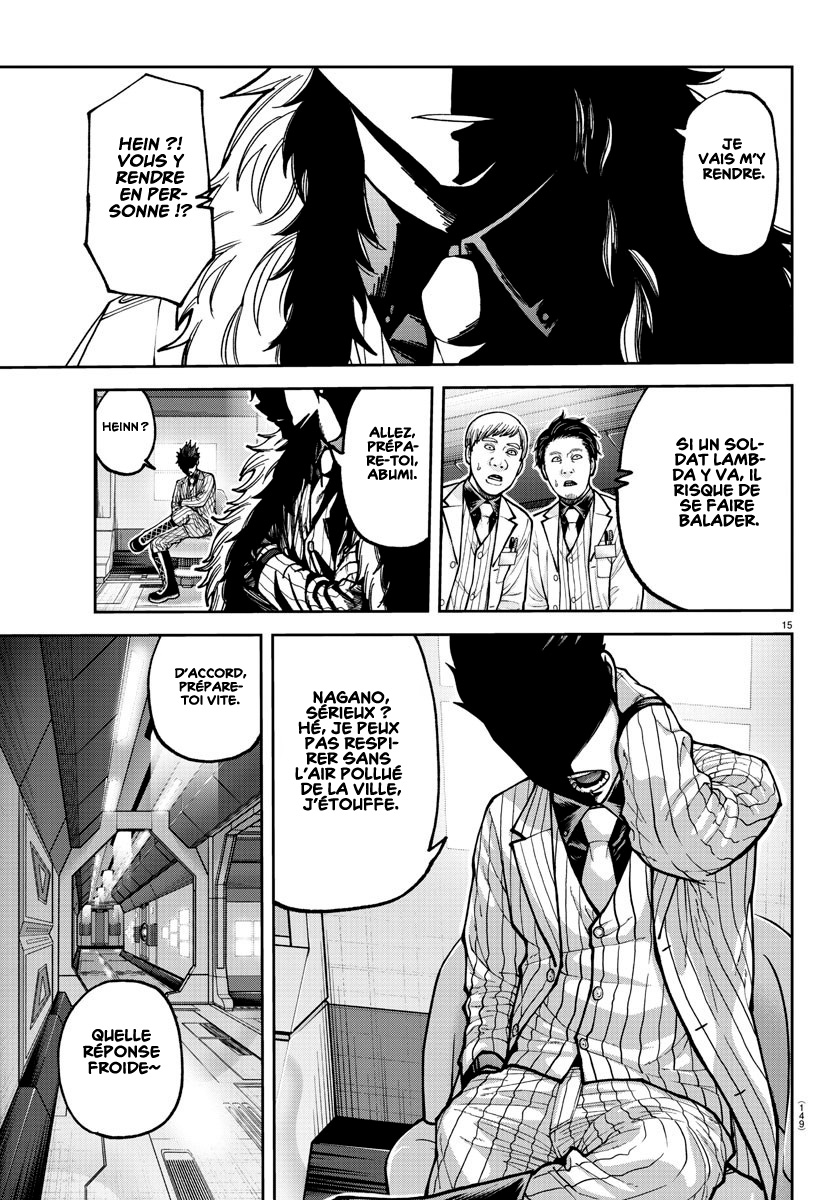 JE
VAIS M'Y
RENDRE.
HEIN ?!
VOUS Y
RENDRE
EN PER-
SONNE !?
SI UN SOL-
DAT LAMB-
DA Y VA, IL
RISQUE DE
SE FAIRE
BALADER.
ALLEZ,
PRÉPA-
RE-TOI,
ABUMI.
HEINN ?
15
NAGANO,
SÉRIEUX ?
HÉ, JE PEUX
PAS RESPI-
RER SANS
L'AIR POLLUÉ
DE LA VILLE,
J'ÉTOUFFE.
D'ACCORD,
PRÉPARE-
TOI VITE.
QUELLE
RÉPONSE
FROIDE~
(149)